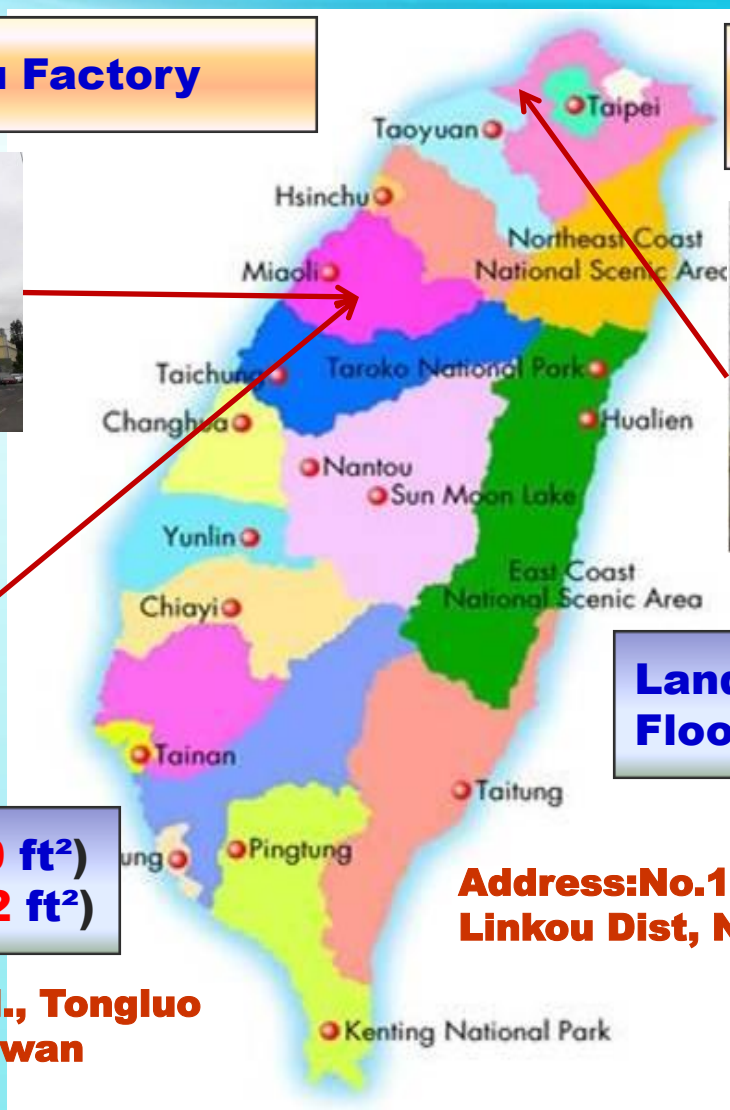 Factory
Taipei
Taoyuan
Hsinchu
Northeast Coast
National Scenic Area
Miaoli
Taichung
Taroko National Park
Changhua
Hualien
Nantou
Sun Moon Lake
Yunlin
East Coast
National Scenic Area
Chiayi
Land
Floo
Tainan
Taitung
ft²)
2 ft²)
ung
Pingtung
Address:No.1
Linkou Dist, N
., Tongluo
wan
Kenting National Park